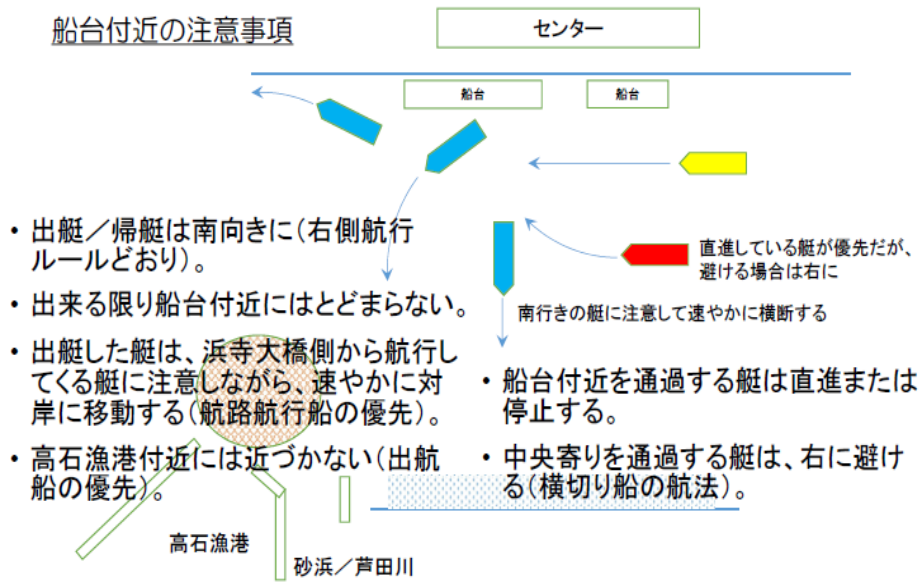 船台付近の注意事項
センター
船台
船台
・出艇／帰艇は南向きに（右側航行
ルールどおり）。
・出来る限り船台付近にはとどまらない。
・出艇した艇は、浜寺大橋側から航行し
てくる艇に注意しながら、速やかに対
岸に移動する（航路航行船の優先）。
・高石漁港付近には近づかない（出航
船の優先）。
直進している艇が優先だが、
避ける場合は右に
南行きの艇に注意して速やかに横断する
・船台付近を通過する艇は直進または
停止する。
・中央寄りを通過する艇は、右に避け
る（横切り船の航法）。
高石漁港
砂浜／芦田川